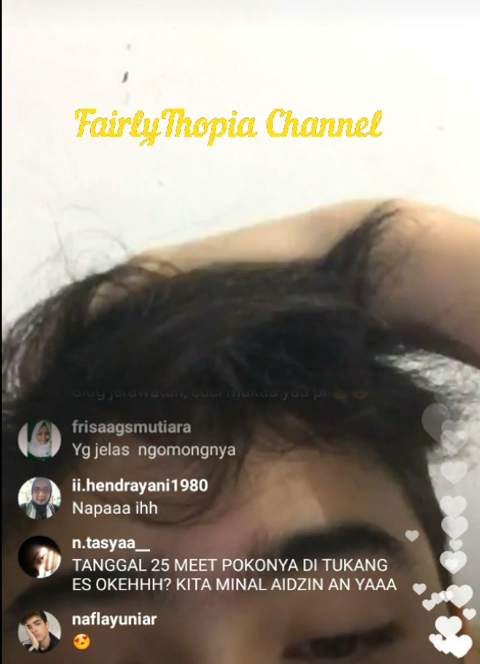 FairlyThopia Channel
frisaagsmutiara
Yg jelas ngomongnya
ii.hendrayani1980
Napaaa ihh
n.tasyaa__
TANGGAL 25 MEET POKONYA DI TUKANG
ES OKEHHH? KITA MINAL AIDZIN AN YAAA
naflayuniar
😍